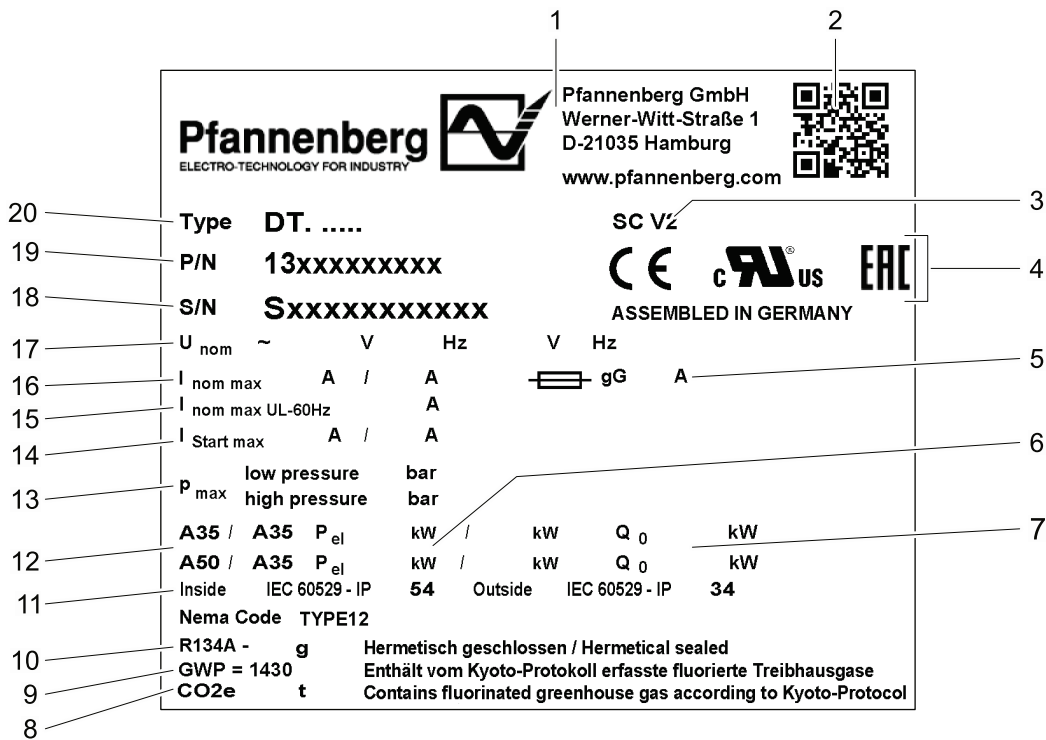 1 2
Pfannenberg
ELECTRO-TECHNOLOGY FOR INDUSTRY
Pfannenberg GmbH
Werner-Witt-Straße 1
D-21035 Hamburg
www.pfannenberg.com
20 Type DT. ..... SC V2 3
19 P/N 13xxxxxxxxx CE c RU ® US EAC 4
18 S/N Sxxxxxxxxxxx ASSEMBLED IN GERMANY
17 U nom ~ V Hz V Hz
16 I nom max A / A gG A 5
15 I nom max UL-60Hz A
14 I Start max A / A 6
13 p max low pressure bar
high pressure bar
12 A35 / A35 P el kW / kW Q 0 kW 7
A50 / A35 P el kW / kW Q 0 kW
11 Inside IEC 60529 - IP 54 Outside IEC 60529 - IP 34
Nema Code TYPE12
10 R134A - g Hermetisch geschlossen / Hermetical sealed
9 GWP = 1430 Enthält vom Kyoto-Protokoll erfasste fluorierte Treibhausgase
8 CO2e t Contains fluorinated greenhouse gas according to Kyoto-Protocol